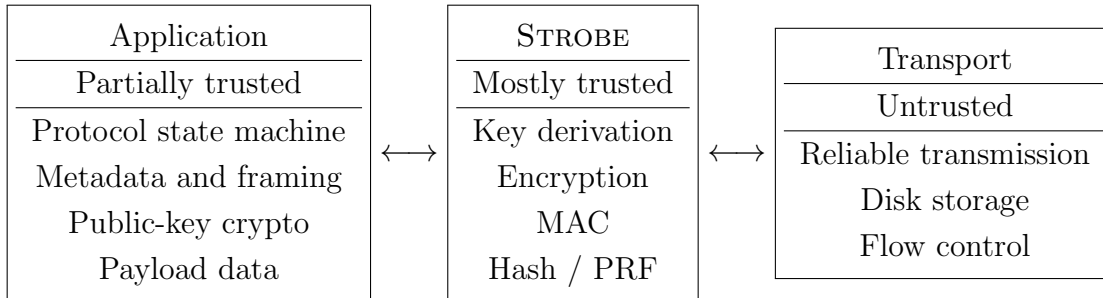 Application
Partially trusted
Protocol state machine
Metadata and framing
Public-key crypto
Payload data
STROBE
Mostly trusted
Key derivation
Encryption
MAC
Hash / PRF
Transport
Untrusted
Reliable transmission
Disk storage
Flow control